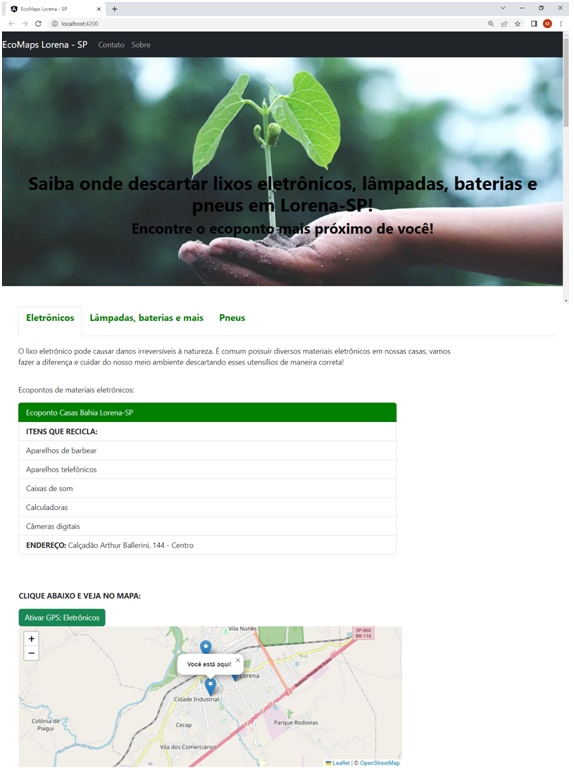 EcoMaps Lorena - SP
localhost:4200
EcoMaps Lorena - SP Contato Sobre
Saiba onde descartar lixos eletrônicos, lâmpadas, baterias e
pneus em Lorena-SP!
Encontre o ecoponto mais próximo de você!
Eletrônicos Lâmpadas, baterias e mais Pneus
O lixo eletrônico pode causar danos irreversíveis à natureza. É comum possuir diversos materiais eletrônicos em nossas casas, vamos
fazer a diferença e cuidar do nosso meio ambiente descartando esses utensílios de maneira correta!
Ecopontos de materiais eletrônicos:
Ecoponto Casas Bahia Lorena-SP
ITENS QUE RECICLA:
Aparelhos de barbear
Aparelhos telefônicos
Caixas de som
Calculadoras
Câmeras digitais
ENDEREÇO: Calçadão Arthur Ballerini, 144 - Centro
CLIQUE ABAIXO E VEJA NO MAPA:
Ativar GPS: Eletrônicos
+
−
Vila Nunes
SP-060
BR-116
Você está aqui!
×
Lorena
Cidade Industrial
Colônia de
Piagui
Cecap
Parque Rodovias
Vila dos Comerciários
Leaflet | © OpenStreetMap